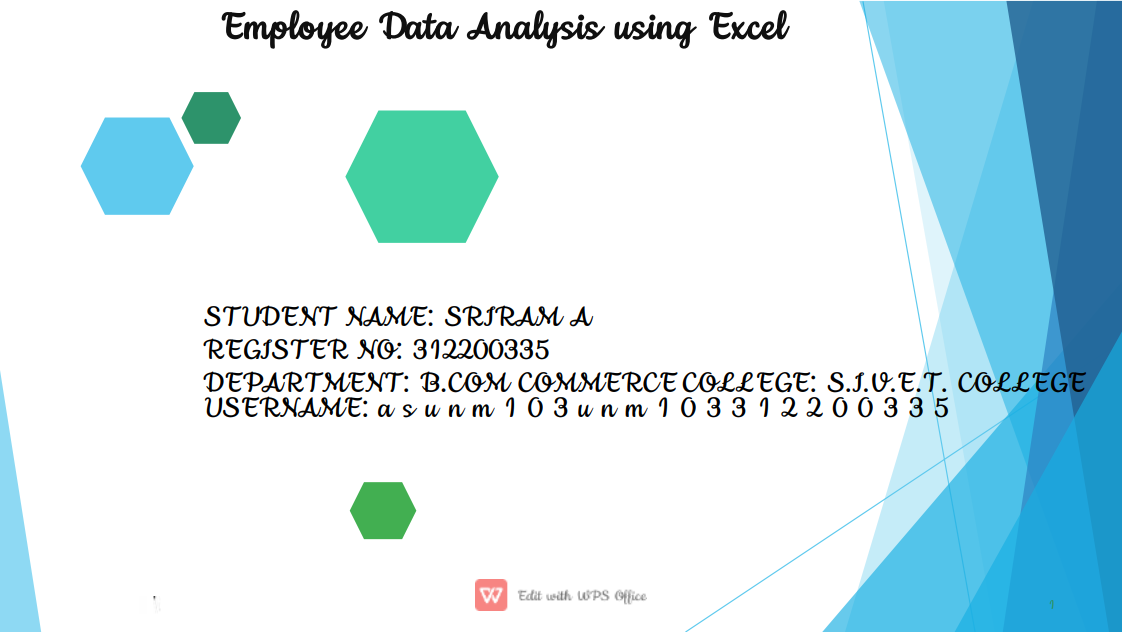 Employee Data Analysis using Excel
STUDENT NAME: SRIRAM A
REGISTER NO: 312200335
DEPARTMENT: B.COM COMMERCE COLLEGE: S.I.V.E.T. COLLEGE
USERNAME: a s u n m 1 0 3 u n m 1 0 3 3 1 2 2 0 0 3 3 5
Edit with WPS Office
1